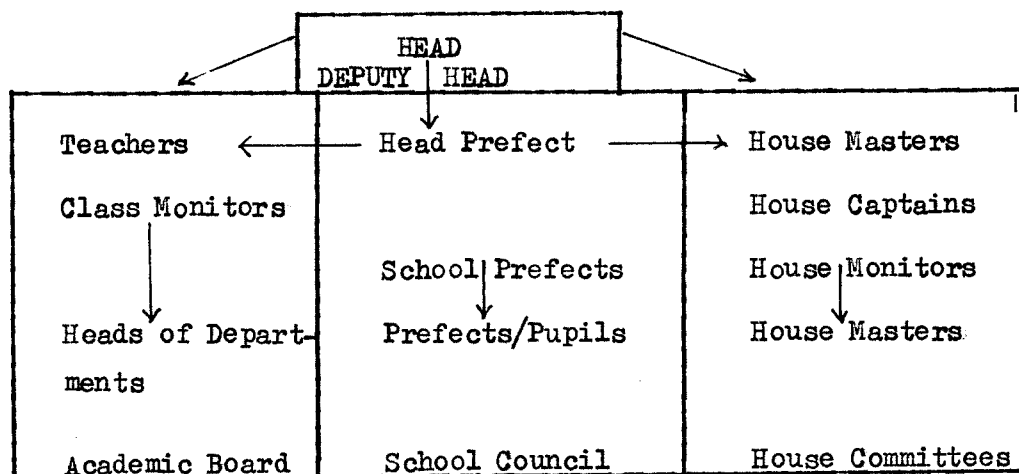 HEAD
DEPUTY HEAD
Teachers Head Prefect House Masters
Class Monitors House Captains
School Prefects House Monitors
Heads of Depart- Prefects/Pupils House Masters
ments
Academic Board School Council House Committees